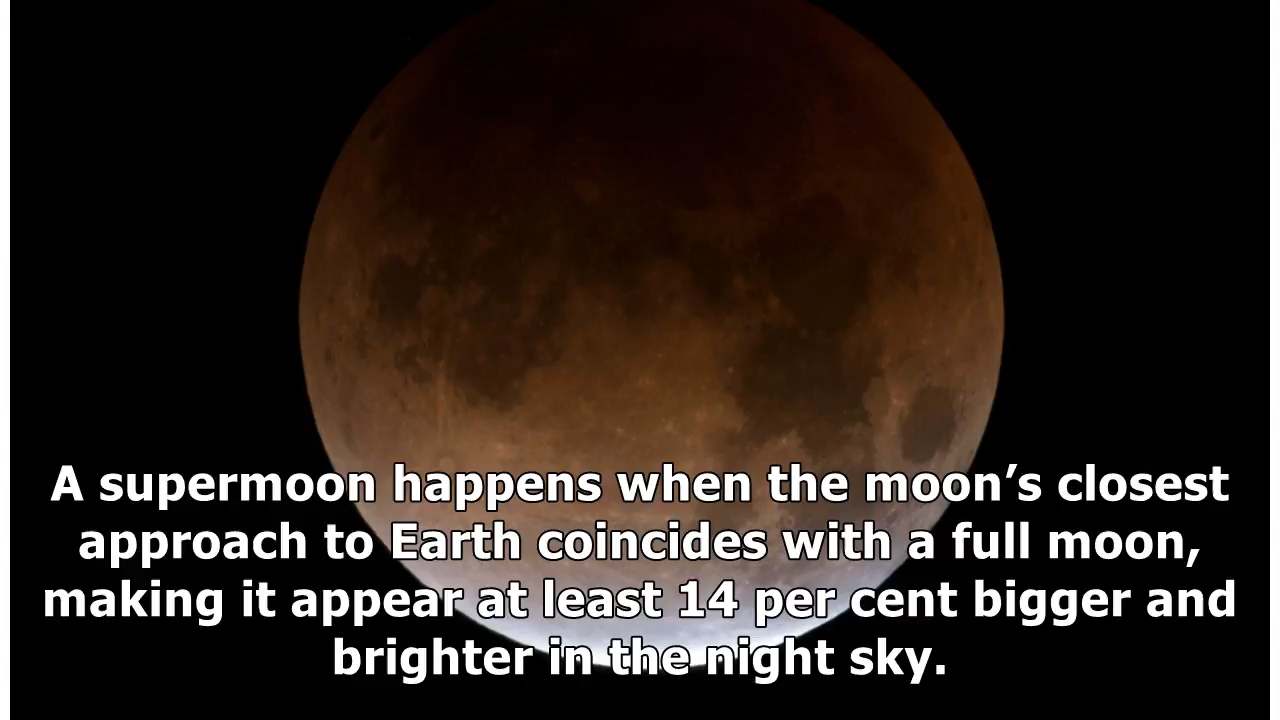 A supermoon happens when the moon’s closest
approach to Earth coincides with a full moon,
making it appear at least 14 per cent bigger and
brighter in the night sky.